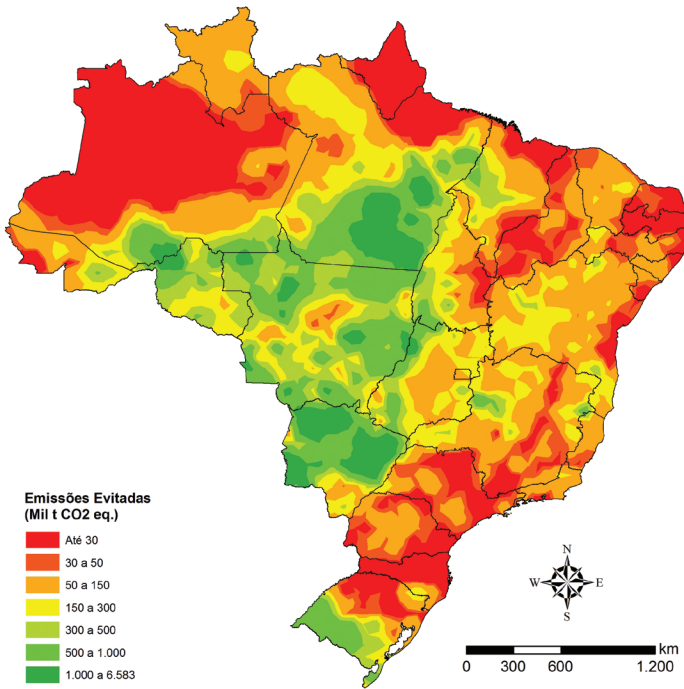 Emissões Evitadas
(Mil t CO2 eq.)
Até 30
30 a 50
50 a 150
150 a 300
300 a 500
500 a 1.000
1.000 a 6.583
N
W
E
S
km
0 300 600 1.200